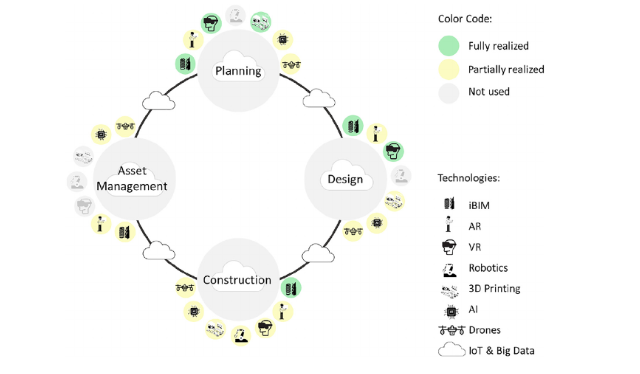 Color Code:
Fully realized
Partially realized
Not used
Planning
Asset
Management
Design
Construction
Technologies:
iBIM
AR
VR
Robotics
3D Printing
AI
Drones
IoT & Big Data